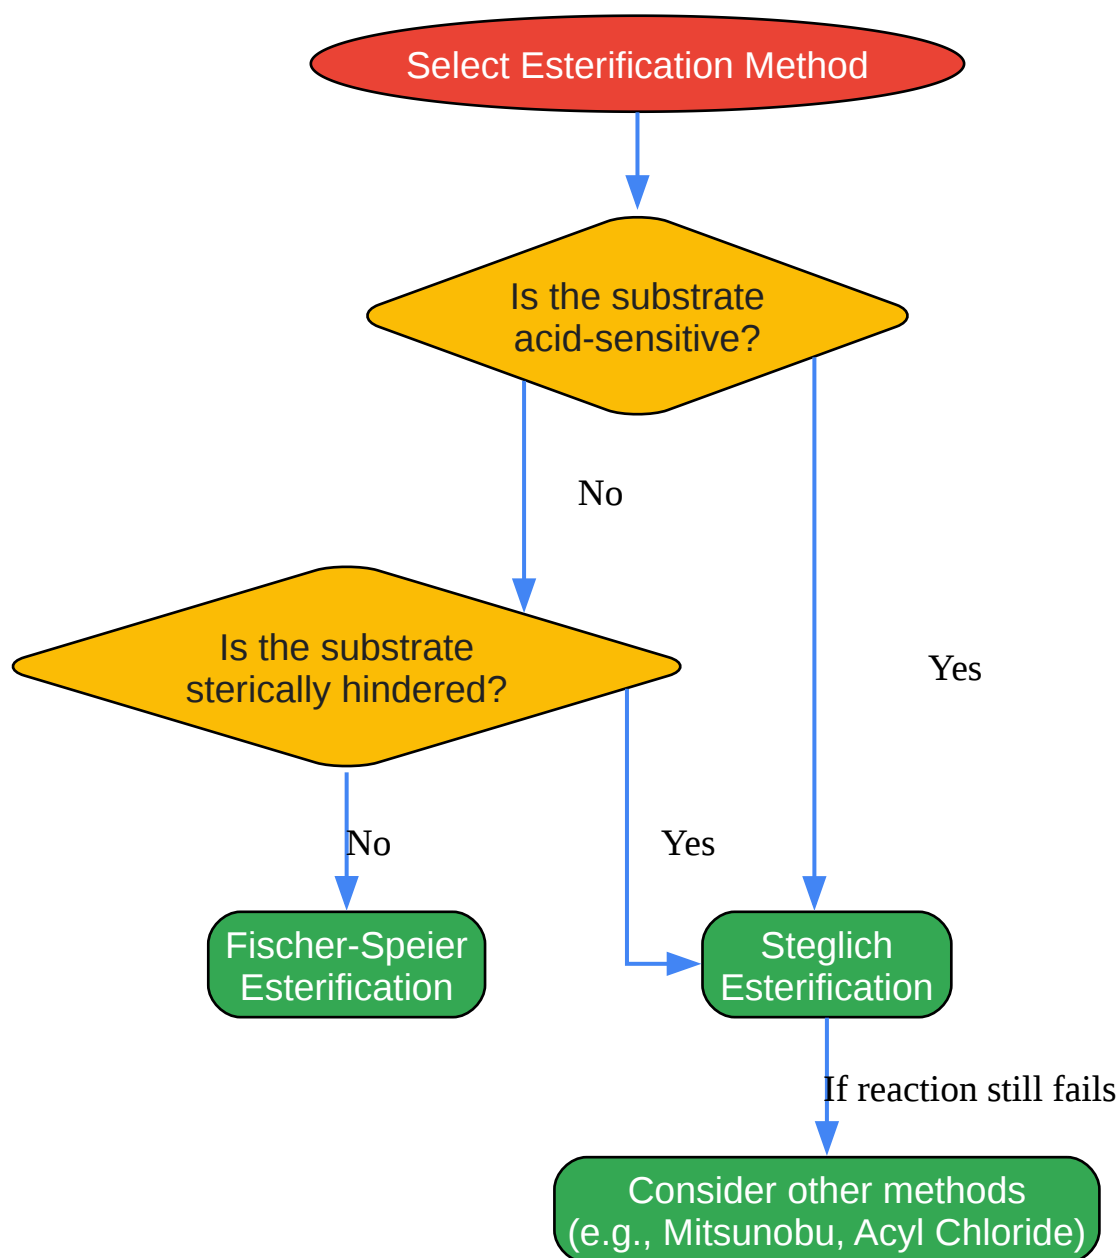 Select Esterification Method
Is the substrate
acid-sensitive?
No
Is the substrate
sterically hindered?
Yes
No
Yes
Fischer-Speier
Esterification
Steglich
Esterification
If reaction still fails
Consider other methods
(e.g., Mitsunobu, Acyl Chloride)